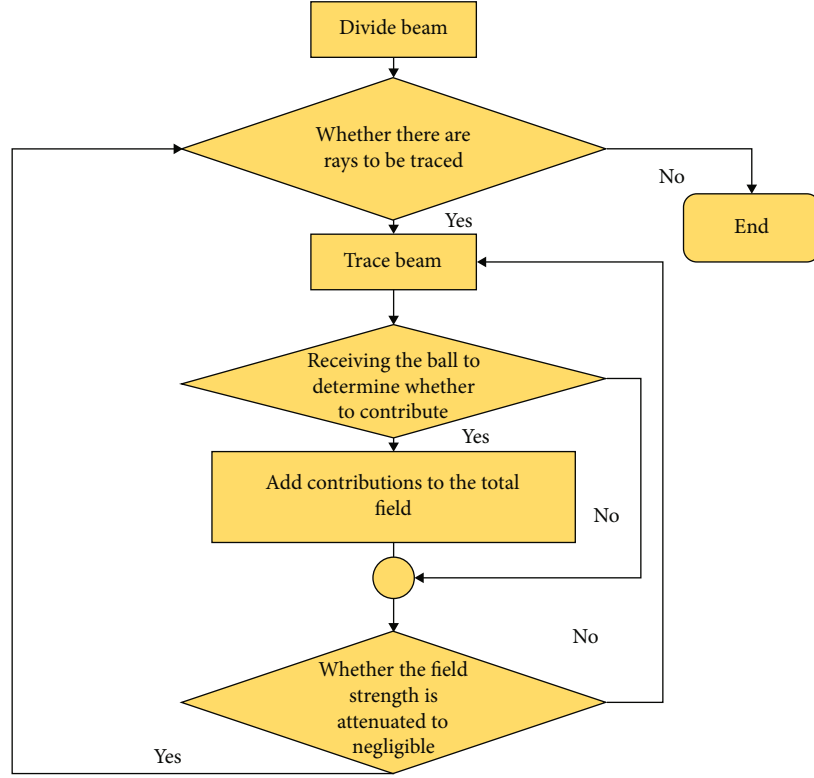 Divide beam
Whether there are
rays to be traced
No
End
Yes
Trace beam
Receiving the ball to
determine whether
to contribute
Yes
Add contributions to the total
field
No
No
Whether the field
strength is
attenuated to
negligible
Yes